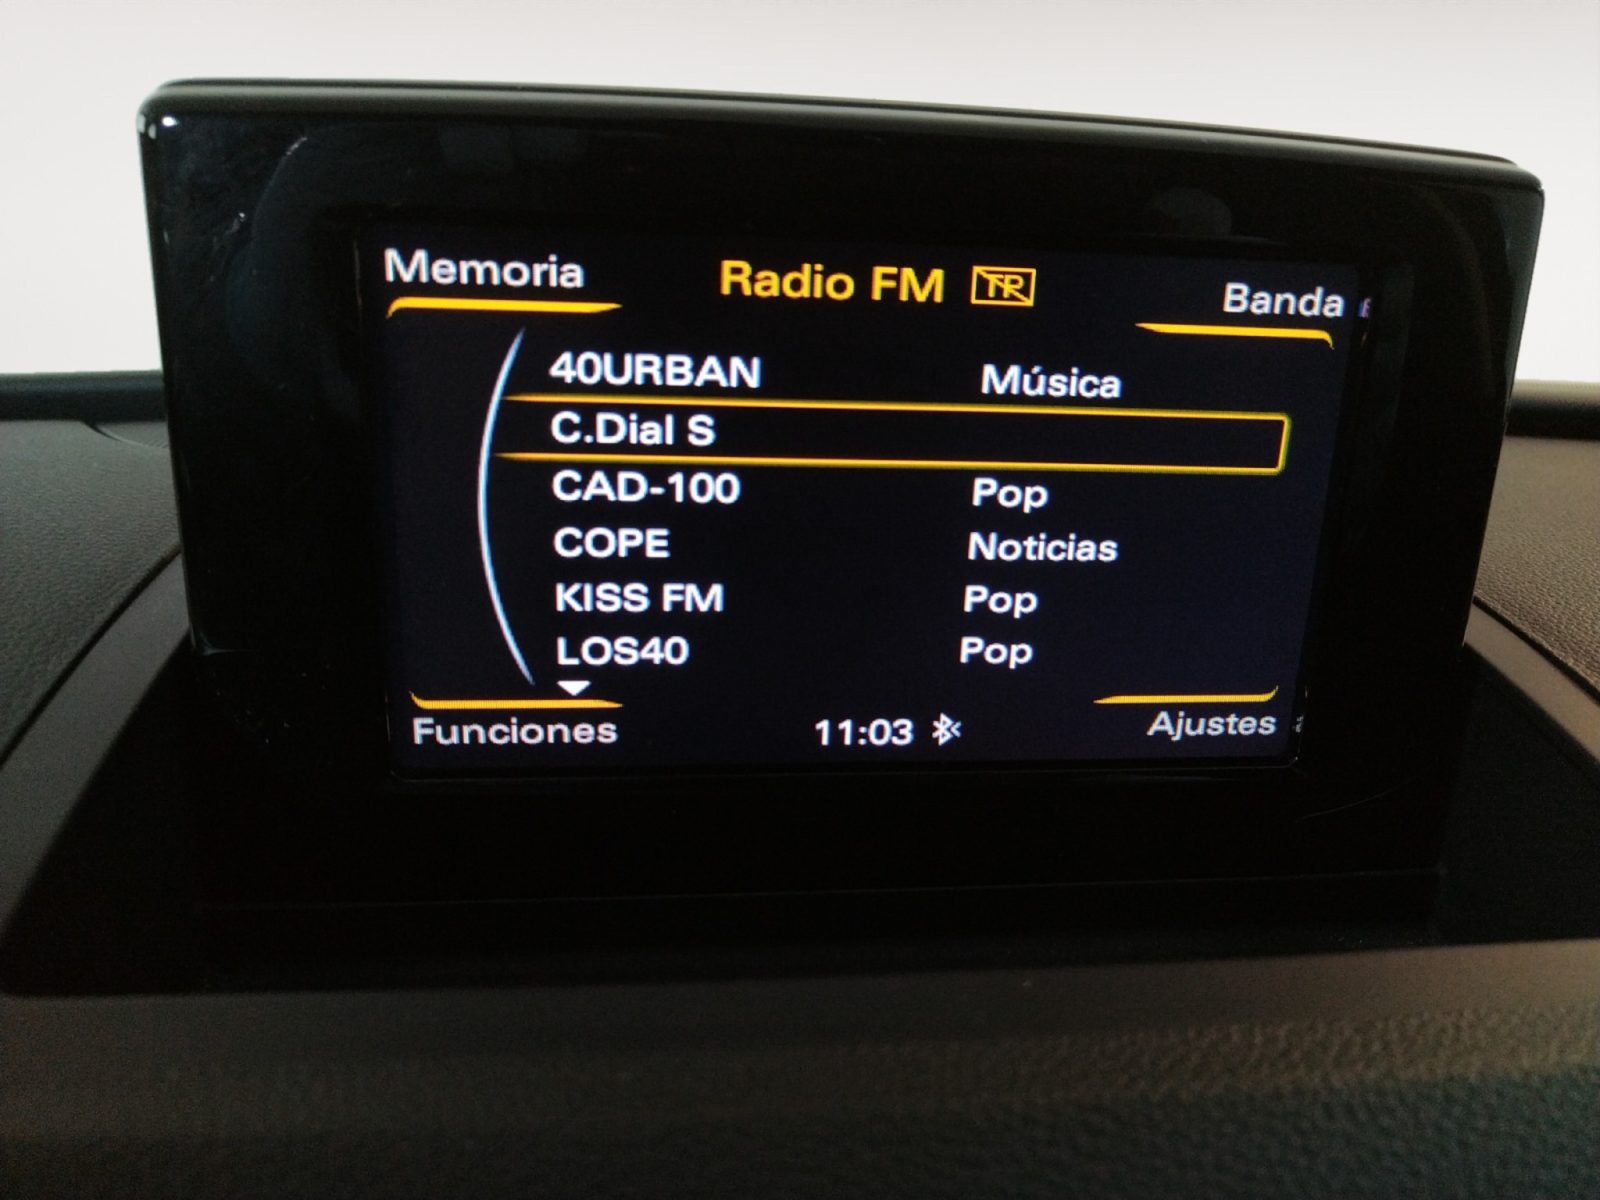 Memoria Radio FM TP Banda
40URBAN Música
C.Dial S
CAD-100 Pop
COPE Noticias
KISS FM Pop
LOS40 Pop
Funciones 11:03 Ajustes